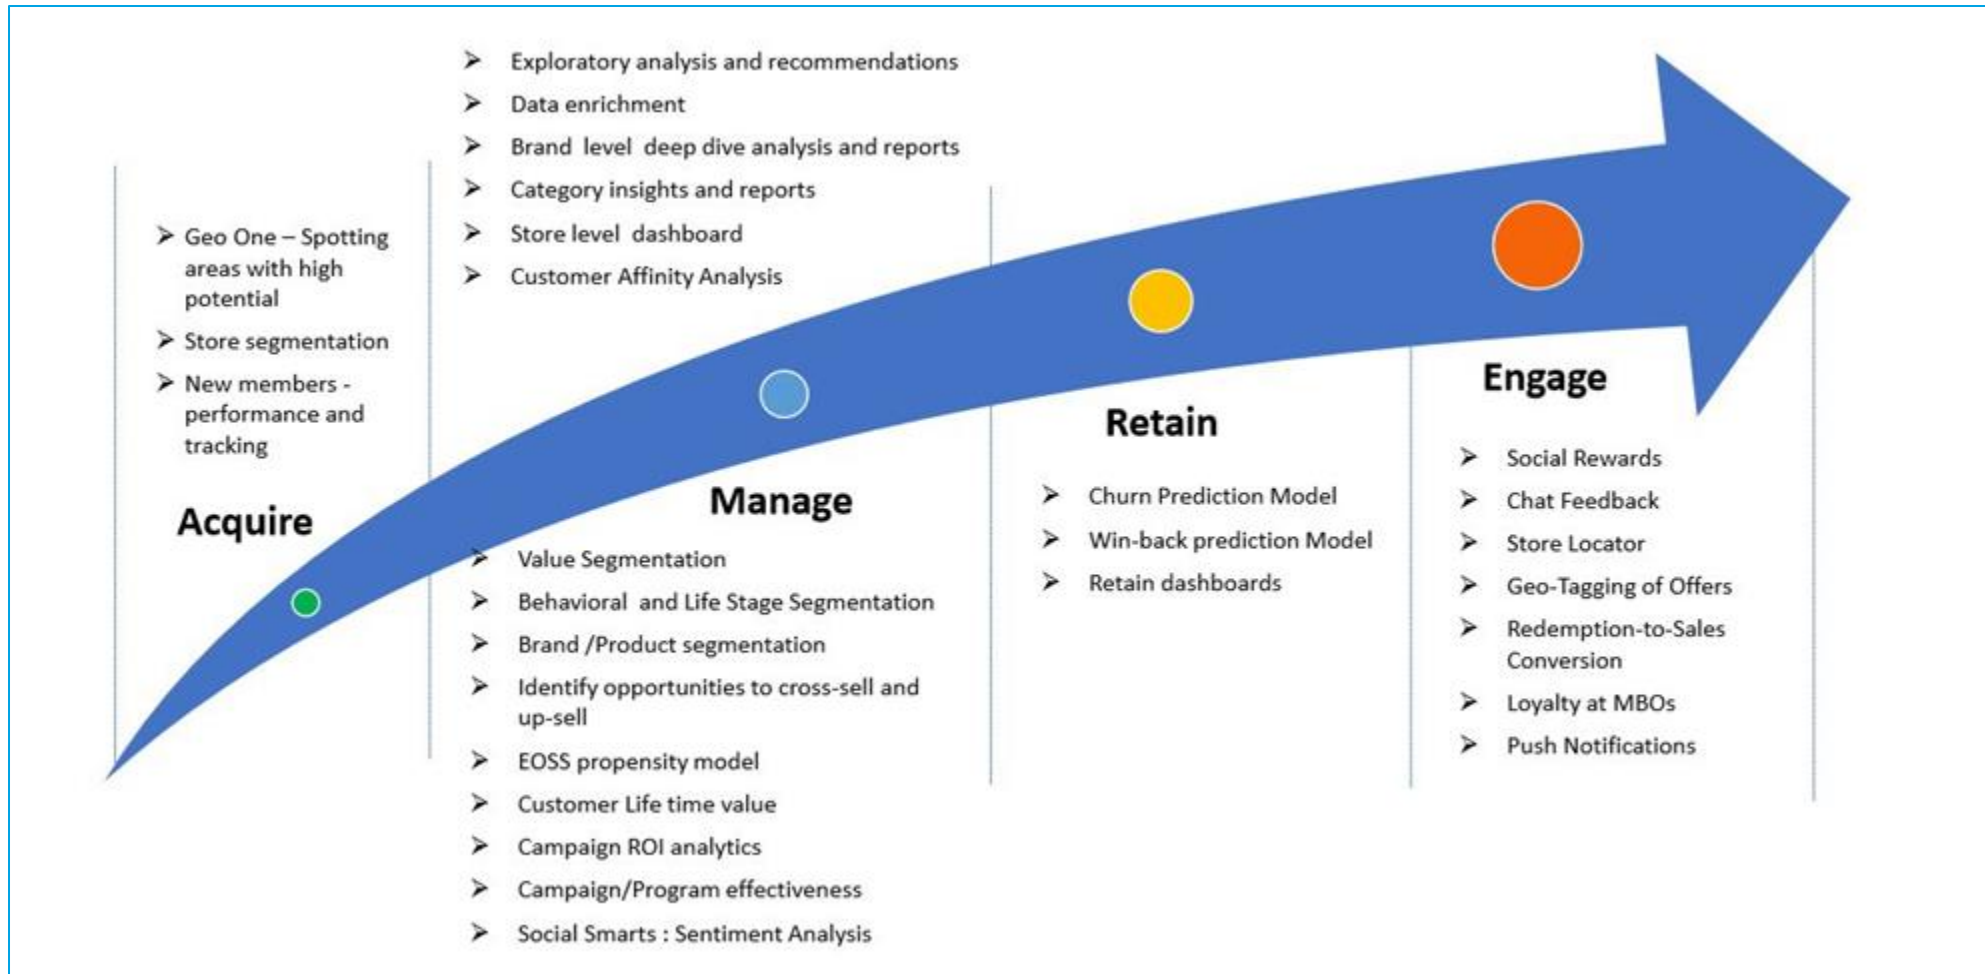 ➢ Geo One – Spotting
areas with high
potential
➢ Store segmentation
➢ New members -
performance and
tracking
Acquire
➢ Exploratory analysis and recommendations
➢ Data enrichment
➢ Brand level deep dive analysis and reports
➢ Category insights and reports
➢ Store level dashboard
➢ Customer Affinity Analysis
Manage
➢ Value Segmentation
➢ Behavioral and Life Stage Segmentation
➢ Brand /Product segmentation
➢ Identify opportunities to cross-sell and
up-sell
➢ EOSS propensity model
➢ Customer Life time value
➢ Campaign ROI analytics
➢ Campaign/Program effectiveness
➢ Social Smarts : Sentiment Analysis
Retain
➢ Churn Prediction Model
➢ Win-back prediction Model
➢ Retain dashboards
Engage
➢ Social Rewards
➢ Chat Feedback
➢ Store Locator
➢ Geo-Tagging of Offers
➢ Redemption-to-Sales
Conversion
➢ Loyalty at MBOs
➢ Push Notifications